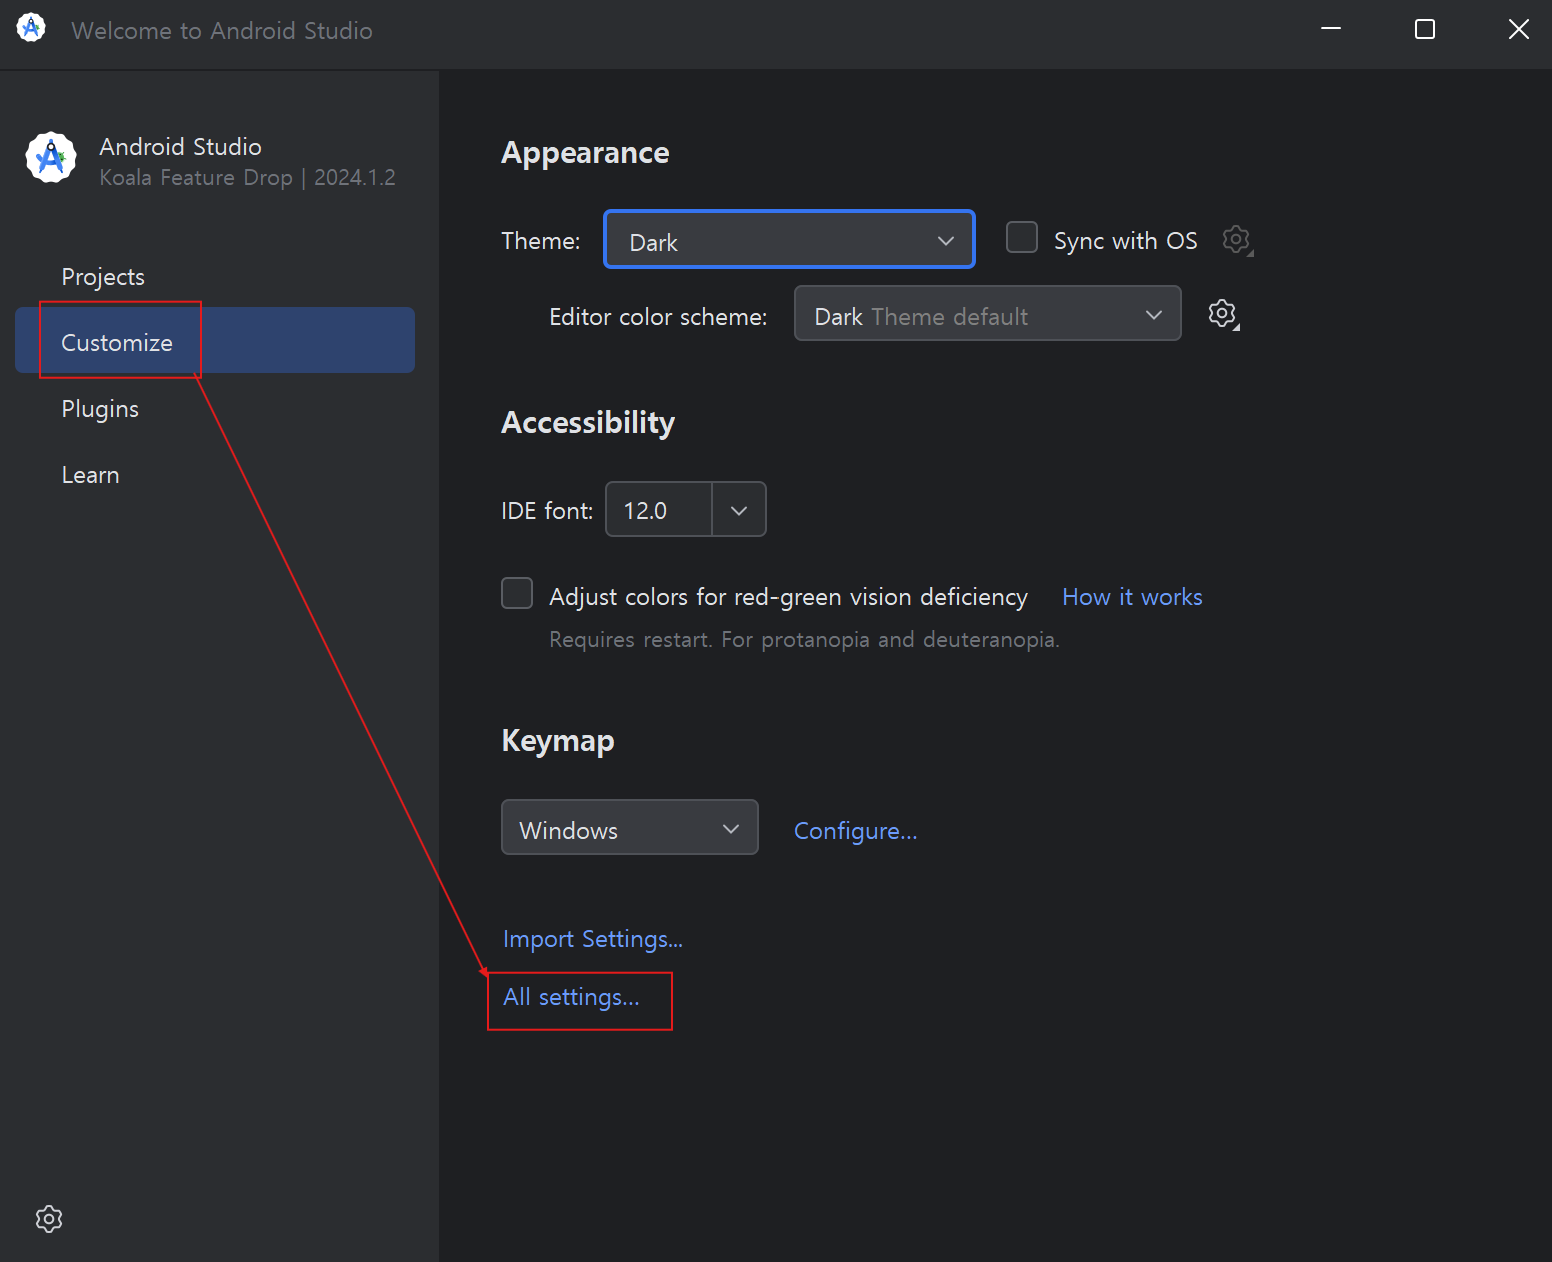 Welcome to Android Studio
Android Studio
Koala Feature Drop | 2024.1.2
Projects
Customize
Plugins
Learn
Appearance
Theme: Dark Sync with OS
Editor color scheme: Dark Theme default
Accessibility
IDE font: 12.0
Adjust colors for red-green vision deficiency How it works
Requires restart. For protanopia and deuteranopia.
Keymap
Windows Configure...
Import Settings...
All settings...